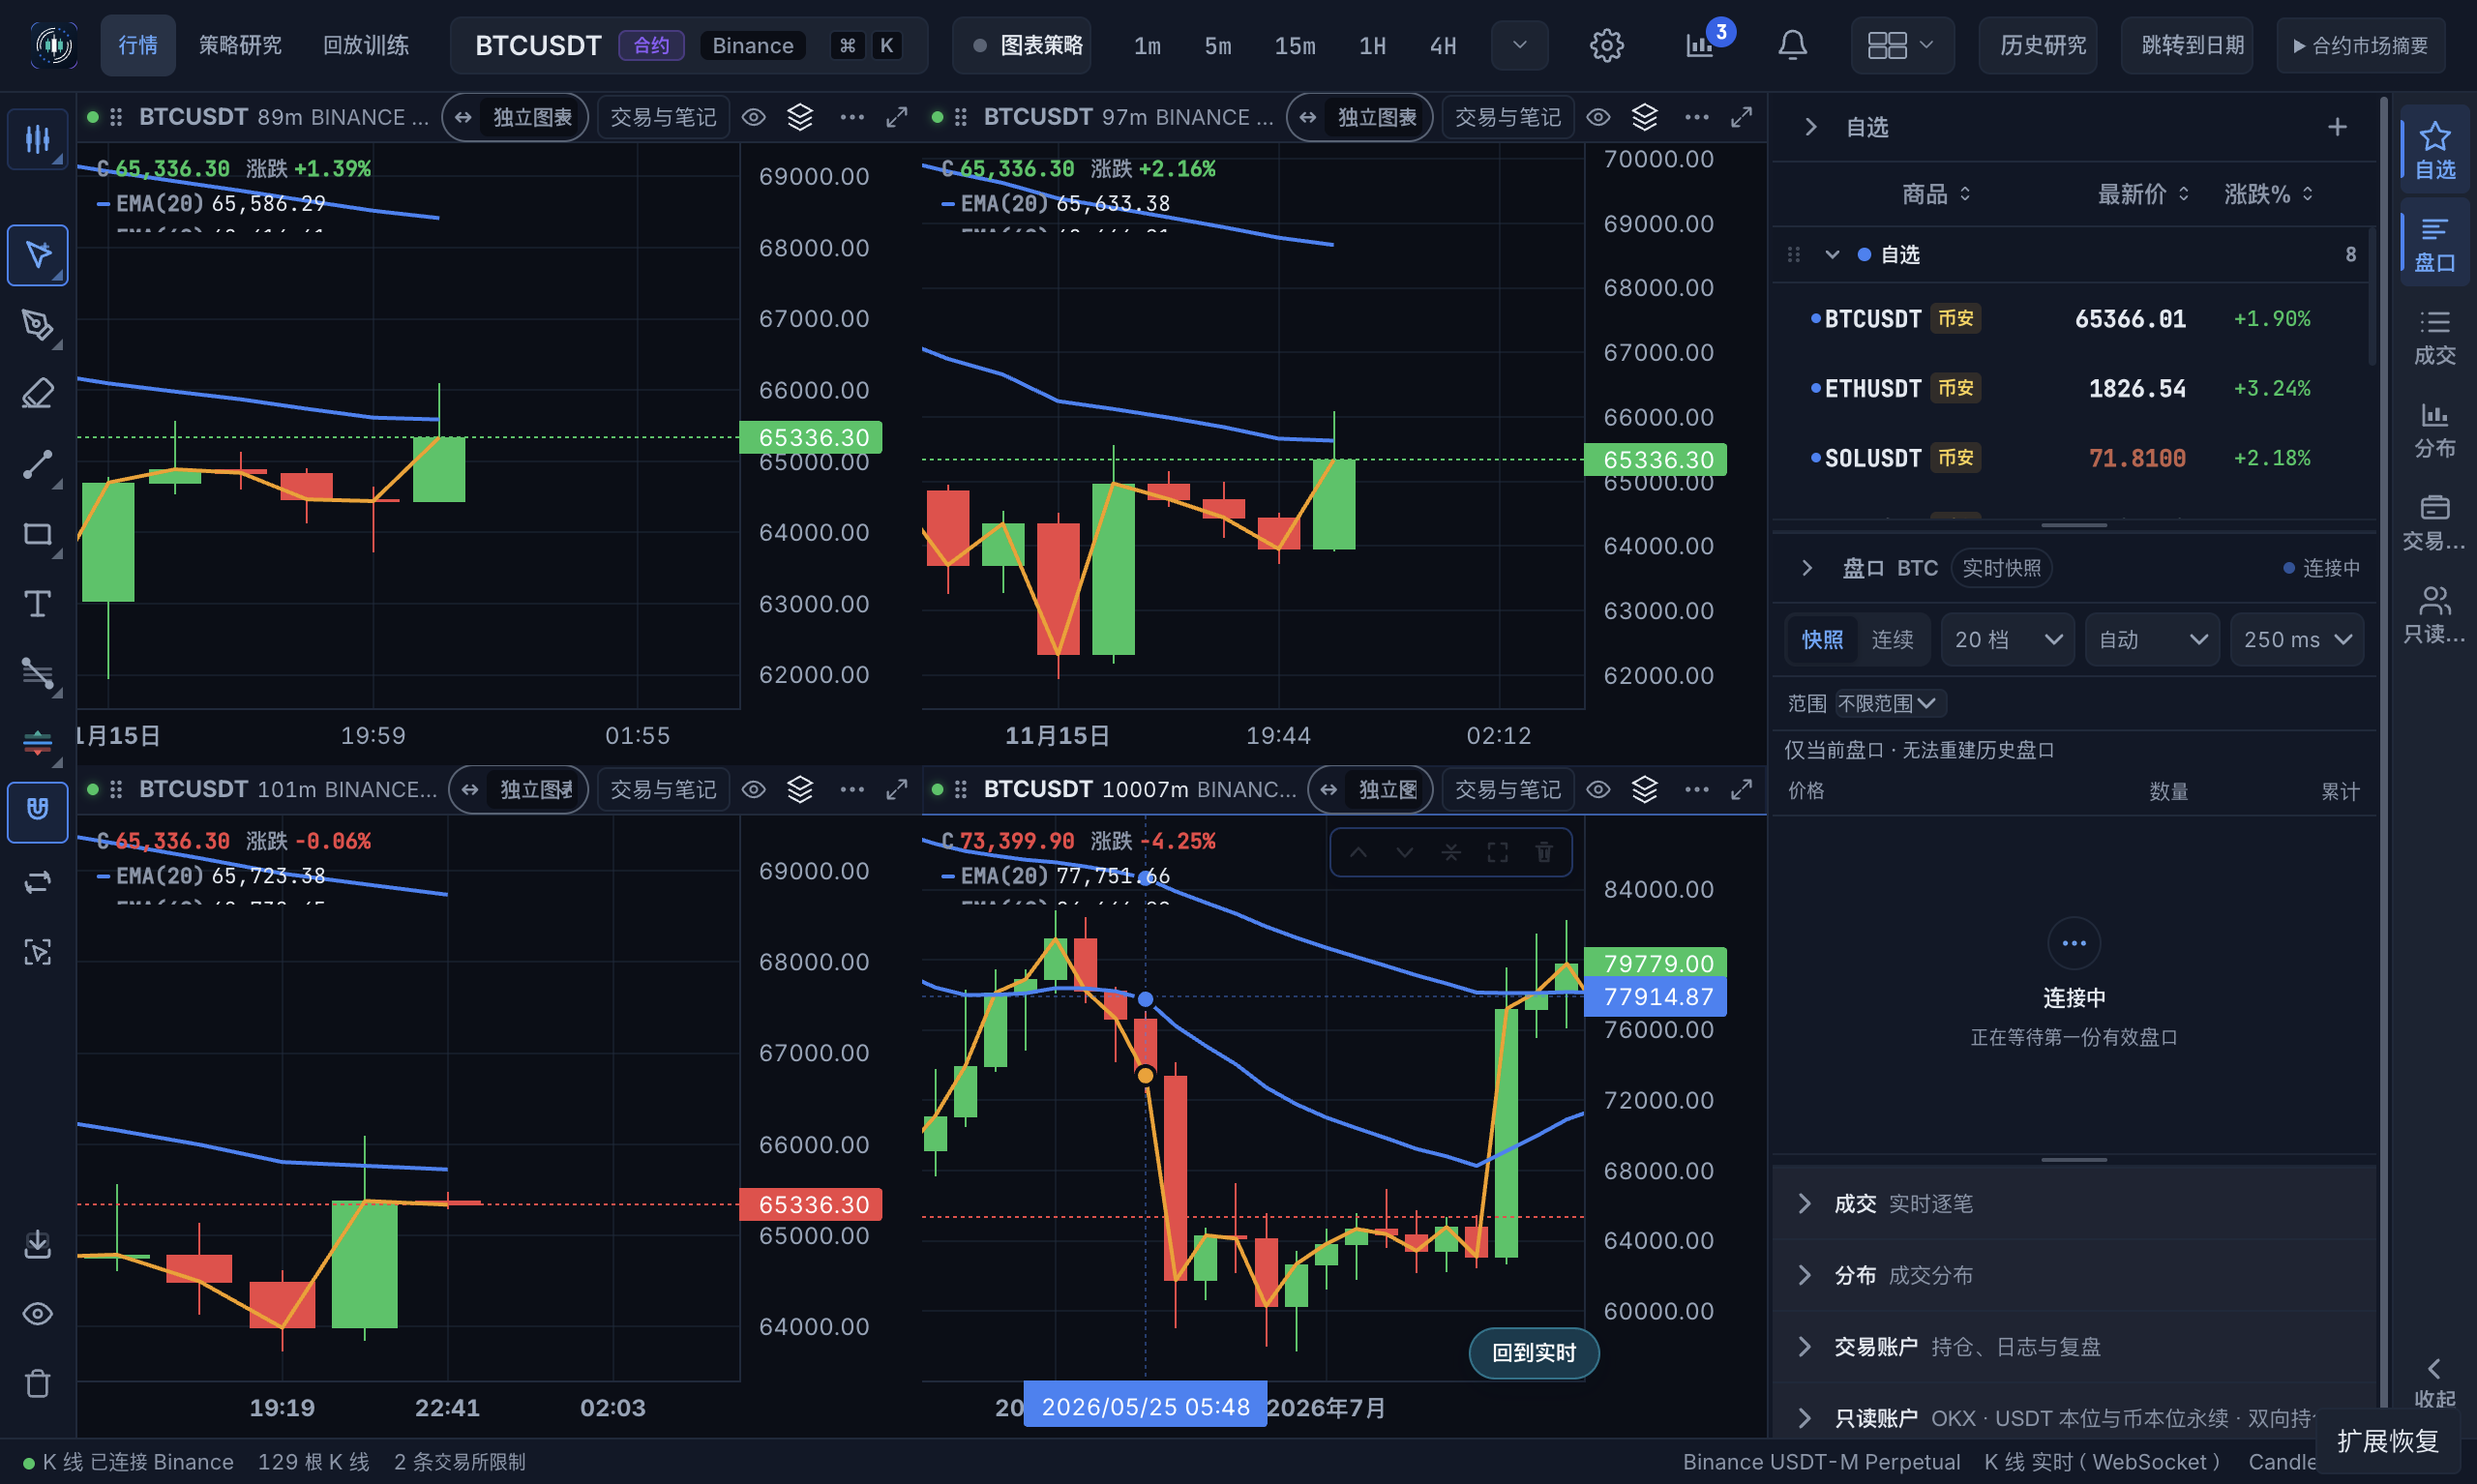 行情 策略研究 回放训练 BTCUSDT 合约 Binance ⌘ K 图表策略 1m 5m 15m 1H 4H 3 历史研究 跳转到日期 ▶合约市场摘要
BTCUSDT 89m BINANCE ... 独立图表 交易与笔记
C 65,336.30 涨跌 +1.39%
EMA(20) 65,586.29
69000.00
68000.00
67000.00
66000.00
65336.30
65000.00
64000.00
63000.00
62000.00
月15日 19:59 01:55
BTCUSDT 97m BINANCE ... 独立图表 交易与笔记
C 65,336.30 涨跌 +2.16%
EMA(20) 65,633.38
70000.00
69000.00
68000.00
67000.00
66000.00
65336.30
65000.00
64000.00
63000.00
62000.00
11月15日 19:44 02:12
BTCUSDT 101m BINANCE... 独立图表 交易与笔记
C 65,336.30 涨跌 -0.06%
EMA(20) 65,723.38
69000.00
68000.00
67000.00
66000.00
65336.30
65000.00
64000.00
19:19 22:41 02:03
BTCUSDT 10007m BINANC... 独立图 交易与笔记
C 73,399.90 涨跌 -4.25%
EMA(20) 77,751.66
84000.00
79779.00
77914.87
76000.00
72000.00
68000.00
64000.00
60000.00
回到实时
20 2026/05/25 05:48 2026年7月
自选
商品 最新价 涨跌%
自选 8
BTCUSDT 币安 65366.01 +1.90%
ETHUSDT 币安 1826.54 +3.24%
SOLUSDT 币安 71.8100 +2.18%
盘口 BTC 实时快照 连接中
快照 连续 20 档 自动 250 ms
范围 不限范围
仅当前盘口 · 无法重建历史盘口
价格 数量 累计
连接中
正在等待第一份有效盘口
成交 实时逐笔
分布 成交分布
交易账户 持仓、日志与复盘
只读账户 OKX · USDT 本位与币本位永续 · 双向持
自选
盘口
成交
分布
交易...
只读...
收起
扩展恢复
K 线 已连接 Binance 129 根 K 线 2 条交易所限制 Binance USDT-M Perpetual K 线 实时 ( WebSocket ) Candle